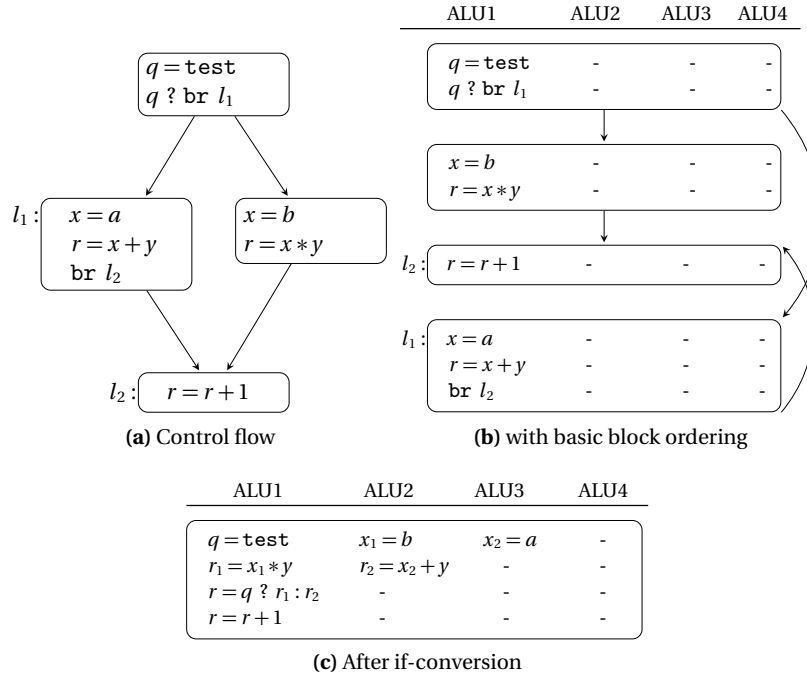 q = test
q ? br l₁
l₁ : x = a
r = x + y
br l₂
x = b
r = x * y
l₂ : r = r + 1
(a) Control flow
ALU1 ALU2 ALU3 ALU4
q = test - - -
q ? br l₁ - - -
x = b - - -
r = x * y - - -
l₂ : r = r + 1 - - -
l₁ : x = a - - -
r = x + y - - -
br l₂ - - -
(b) with basic block ordering
ALU1 ALU2 ALU3 ALU4
q = test x₁ = b x₂ = a -
r₁ = x₁ * y r₂ = x₂ + y - -
r = q ? r₁ : r₂ - - -
r = r + 1 - - -
(c) After if-conversion